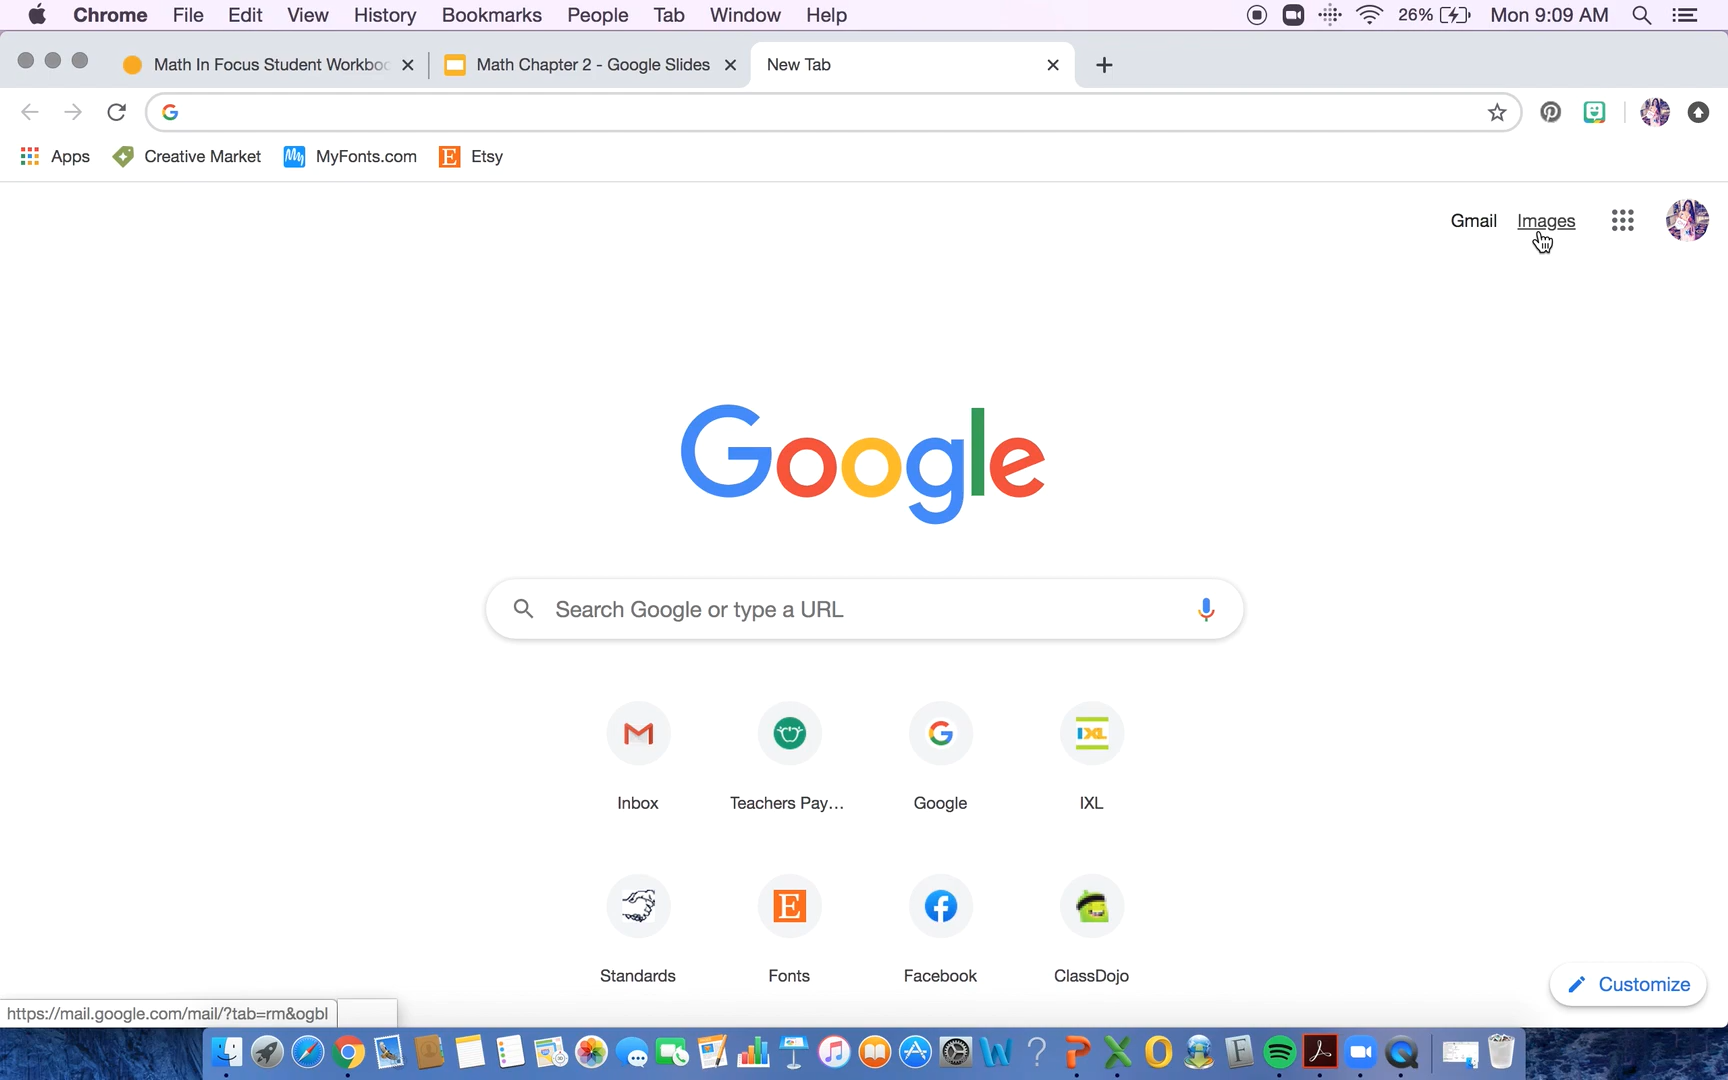 Chrome File Edit View History Bookmarks People Tab Window Help 26% Mon 9:09 AM
Math In Focus Student Workboo Math Chapter 2 - Google Slides New Tab
Apps Creative Market My MyFonts.com E Etsy
Gmail Images
Google
Search Google or type a URL
IXL
Inbox Teachers Pay... Google IXL
E
Standards Fonts Facebook ClassDojo
Customize
https://mail.google.com/mail/?tab=rm&ogbl